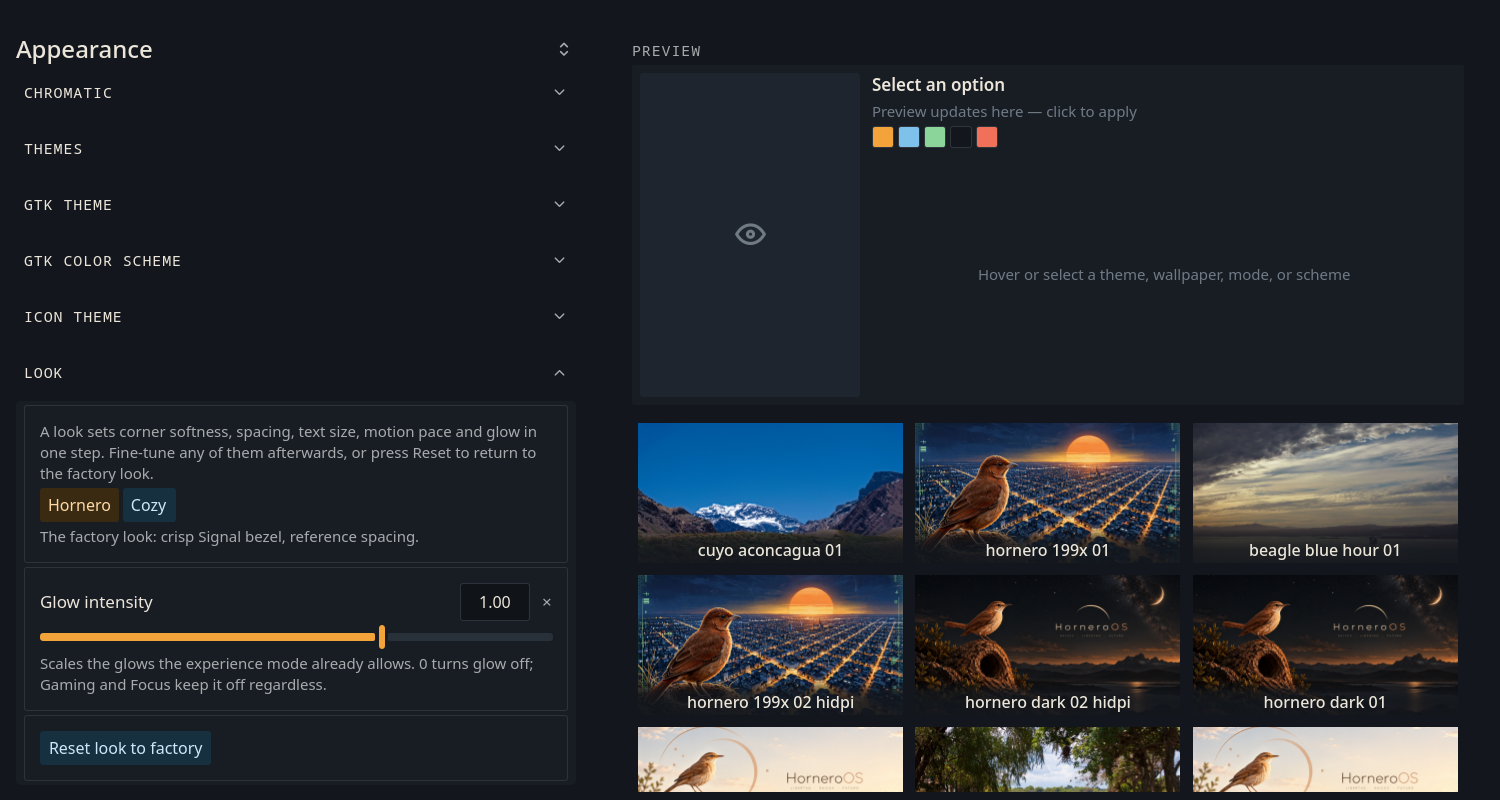 Appearance
CHROMATIC
THEMES
GTK THEME
GTK COLOR SCHEME
ICON THEME
LOOK
A look sets corner softness, spacing, text size, motion pace and glow in
one step. Fine-tune any of them afterwards, or press Reset to return to
the factory look.
Hornero Cozy
The factory look: crisp Signal bezel, reference spacing.
Glow intensity 1.00 ×
Scales the glows the experience mode already allows. 0 turns glow off;
Gaming and Focus keep it off regardless.
Reset look to factory
PREVIEW
Select an option
Preview updates here — click to apply
Hover or select a theme, wallpaper, mode, or scheme
cuyo aconcagua 01
hornero 199x 01
beagle blue hour 01
hornero 199x 02 hidpi
HorneroOS
hornero dark 02 hidpi
HorneroOS
hornero dark 01
HorneroOS
HorneroOS